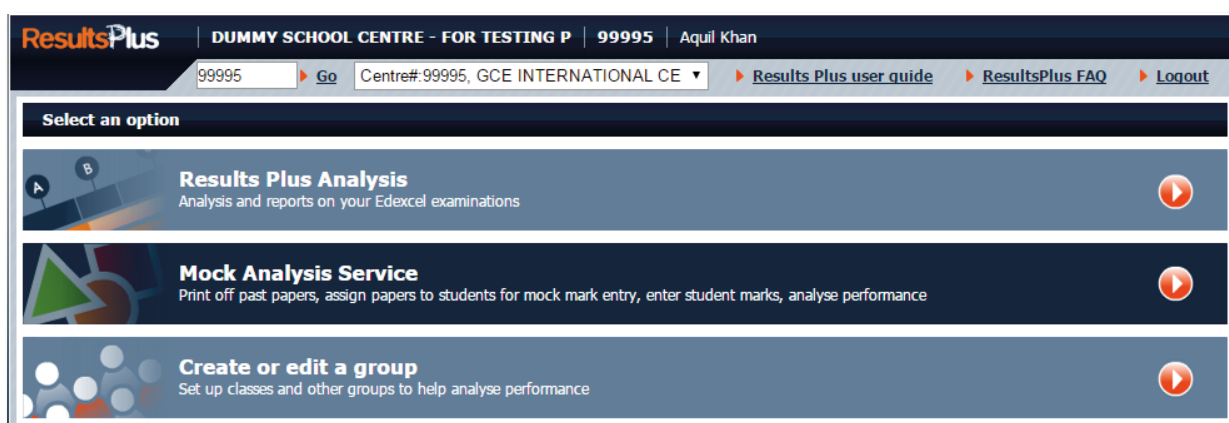 ResultsPlus | DUMMY SCHOOL CENTRE - FOR TESTING P | 99995 | Aquil Khan
99995 Go Centre#:99995, GCE INTERNATIONAL CE Results Plus user guide ResultsPlus FAQ Logout
Select an option
A B
Results Plus Analysis
Analysis and reports on your Edexcel examinations
Mock Analysis Service
Print off past papers, assign papers to students for mock mark entry, enter student marks, analyse performance
Create or edit a group
Set up classes and other groups to help analyse performance